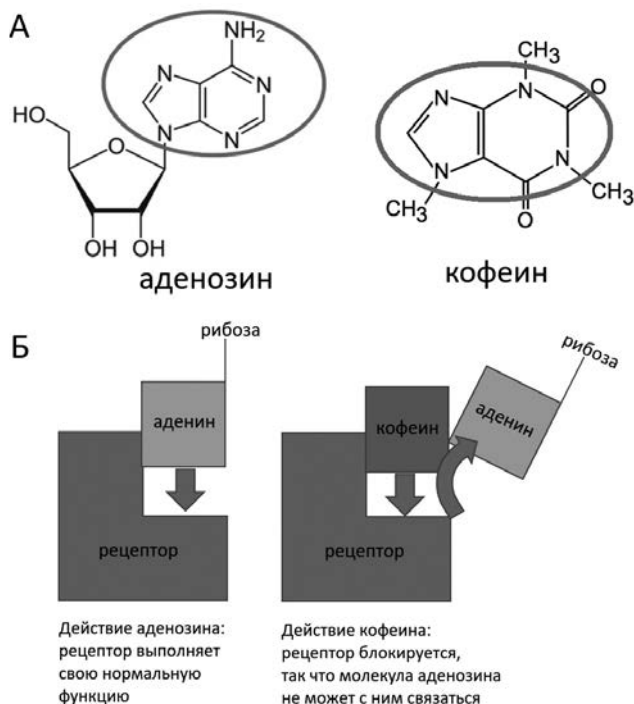 А
NH₂
N
N
N
N
HO
O
OH
OH
аденозин
CH₃
N
N
O
N
N
CH₃
O
CH₃
кофеин
Б
рибоза
аденин
рецептор
рибоза
аденин
кофеин
рецептор
Действие аденозина:
рецептор выполняет
свою нормальную
функцию
Действие кофеина:
рецептор блокируется,
так что молекула аденозина
не может с ним связаться